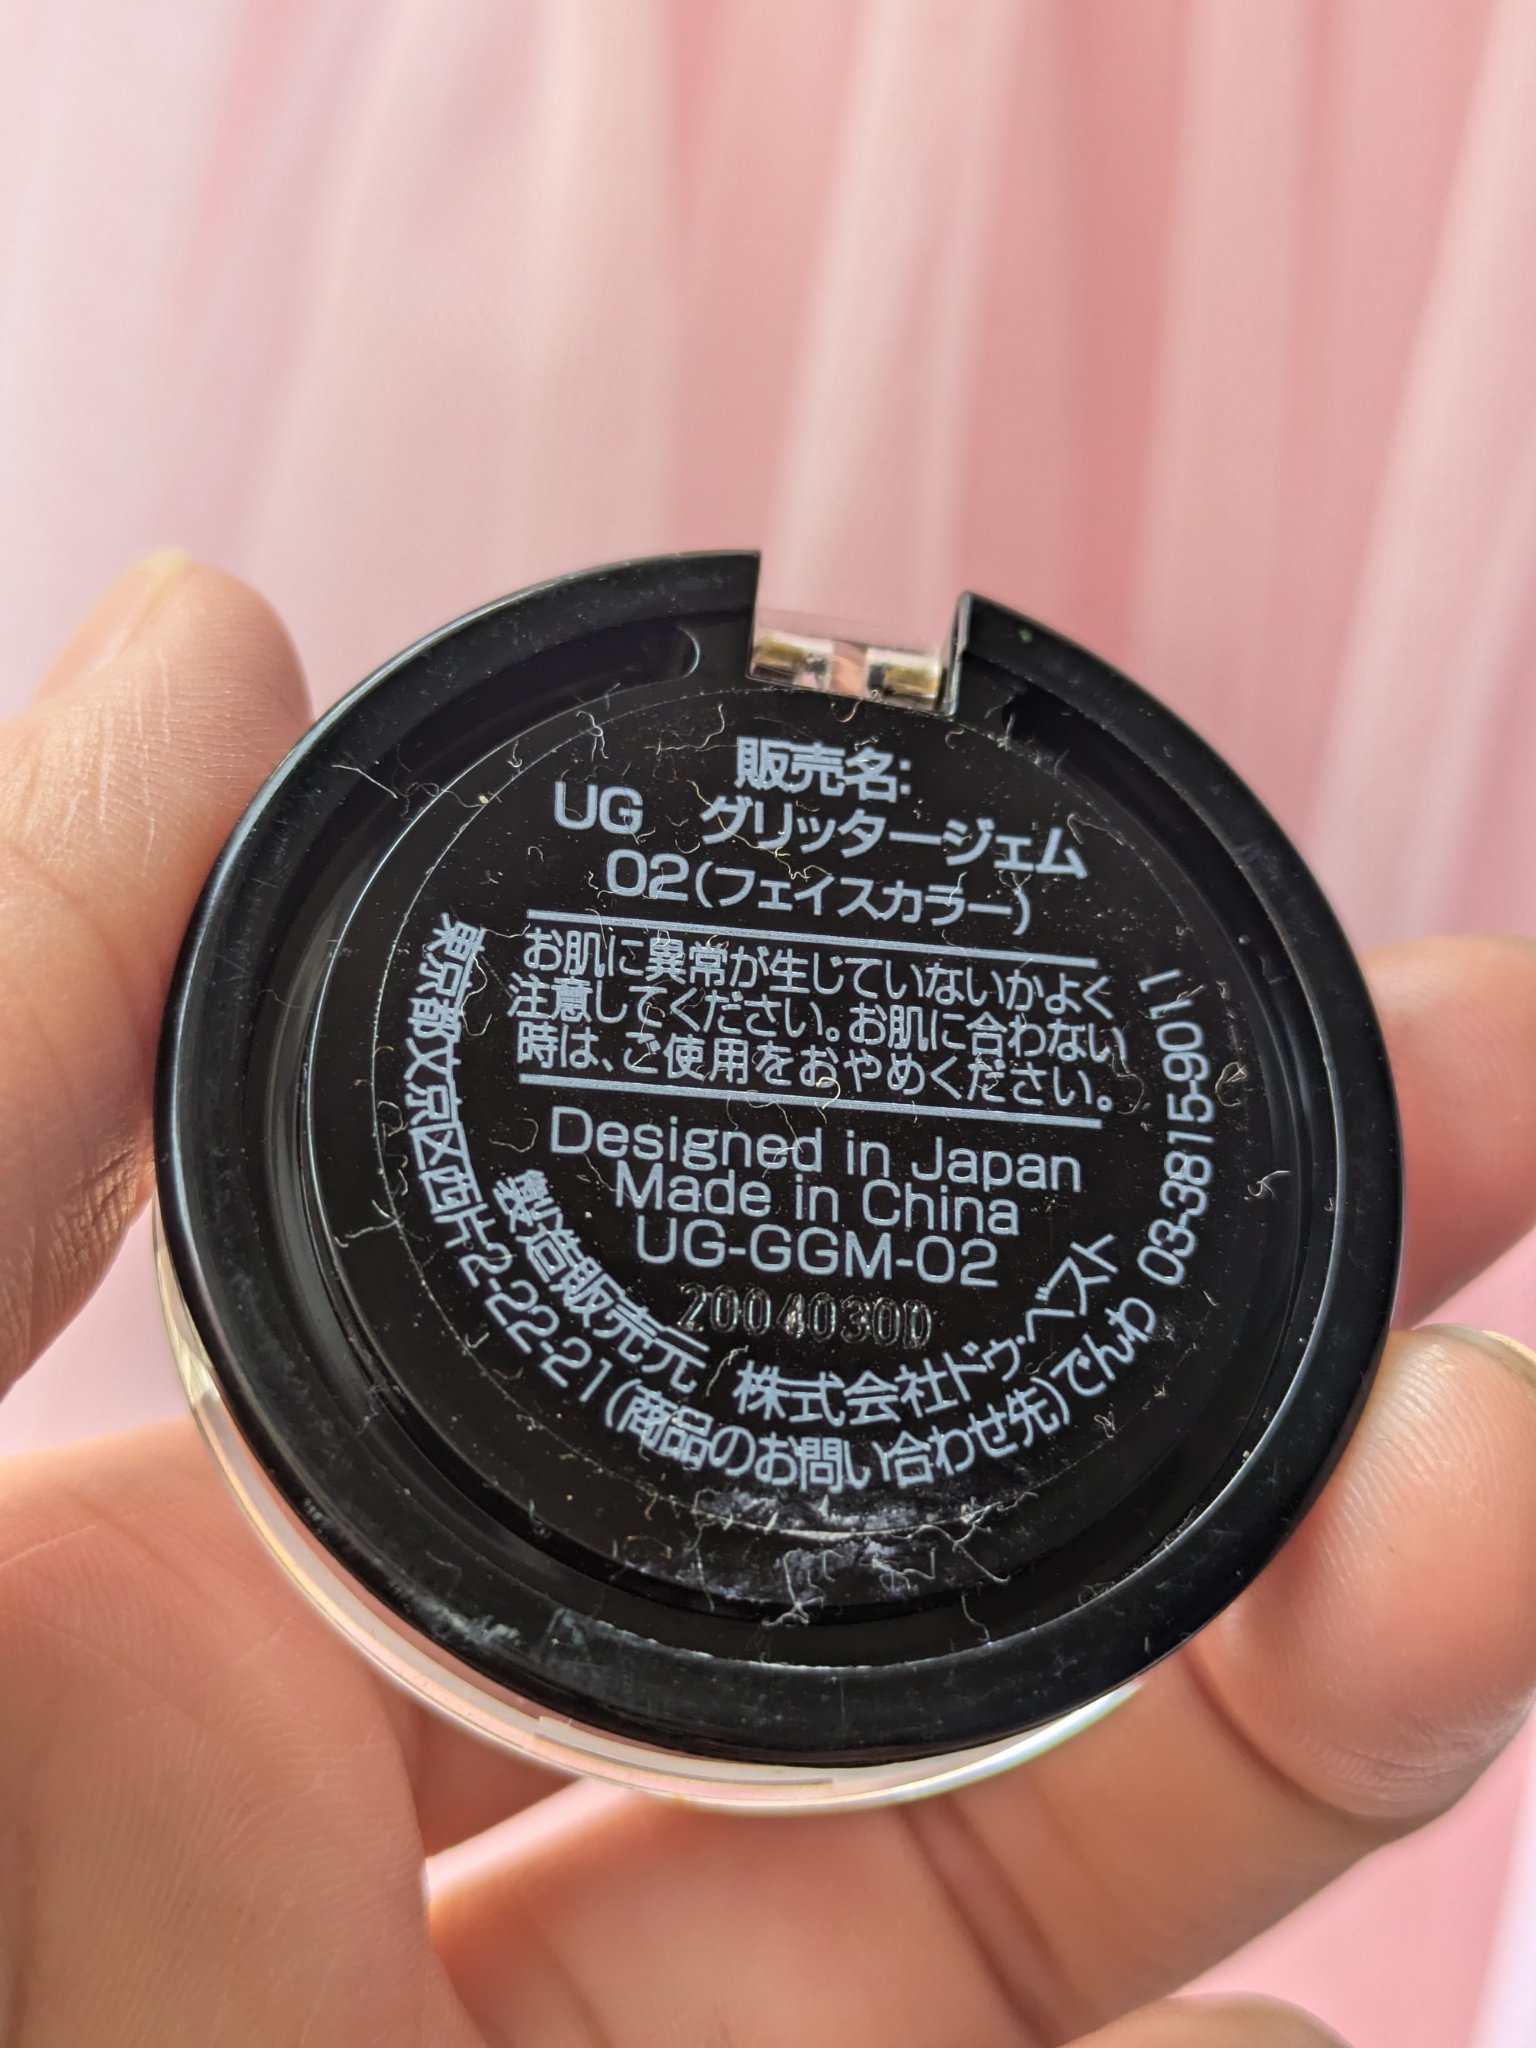 販売名:
UG グリッタージェム
02(フェイスカラー)
お肌に異常が生じていないかよく
注意してください。お肌に合わない
時は、ご使用をおやめください。
Designed in Japan
Made in China
UG-GGM-02
2004030D
製造販売元 株式会社ドゥ・ベスト
東京都文京区西片2-22-21(商品のお問い合わせ先)でんわ 03-3815-9011